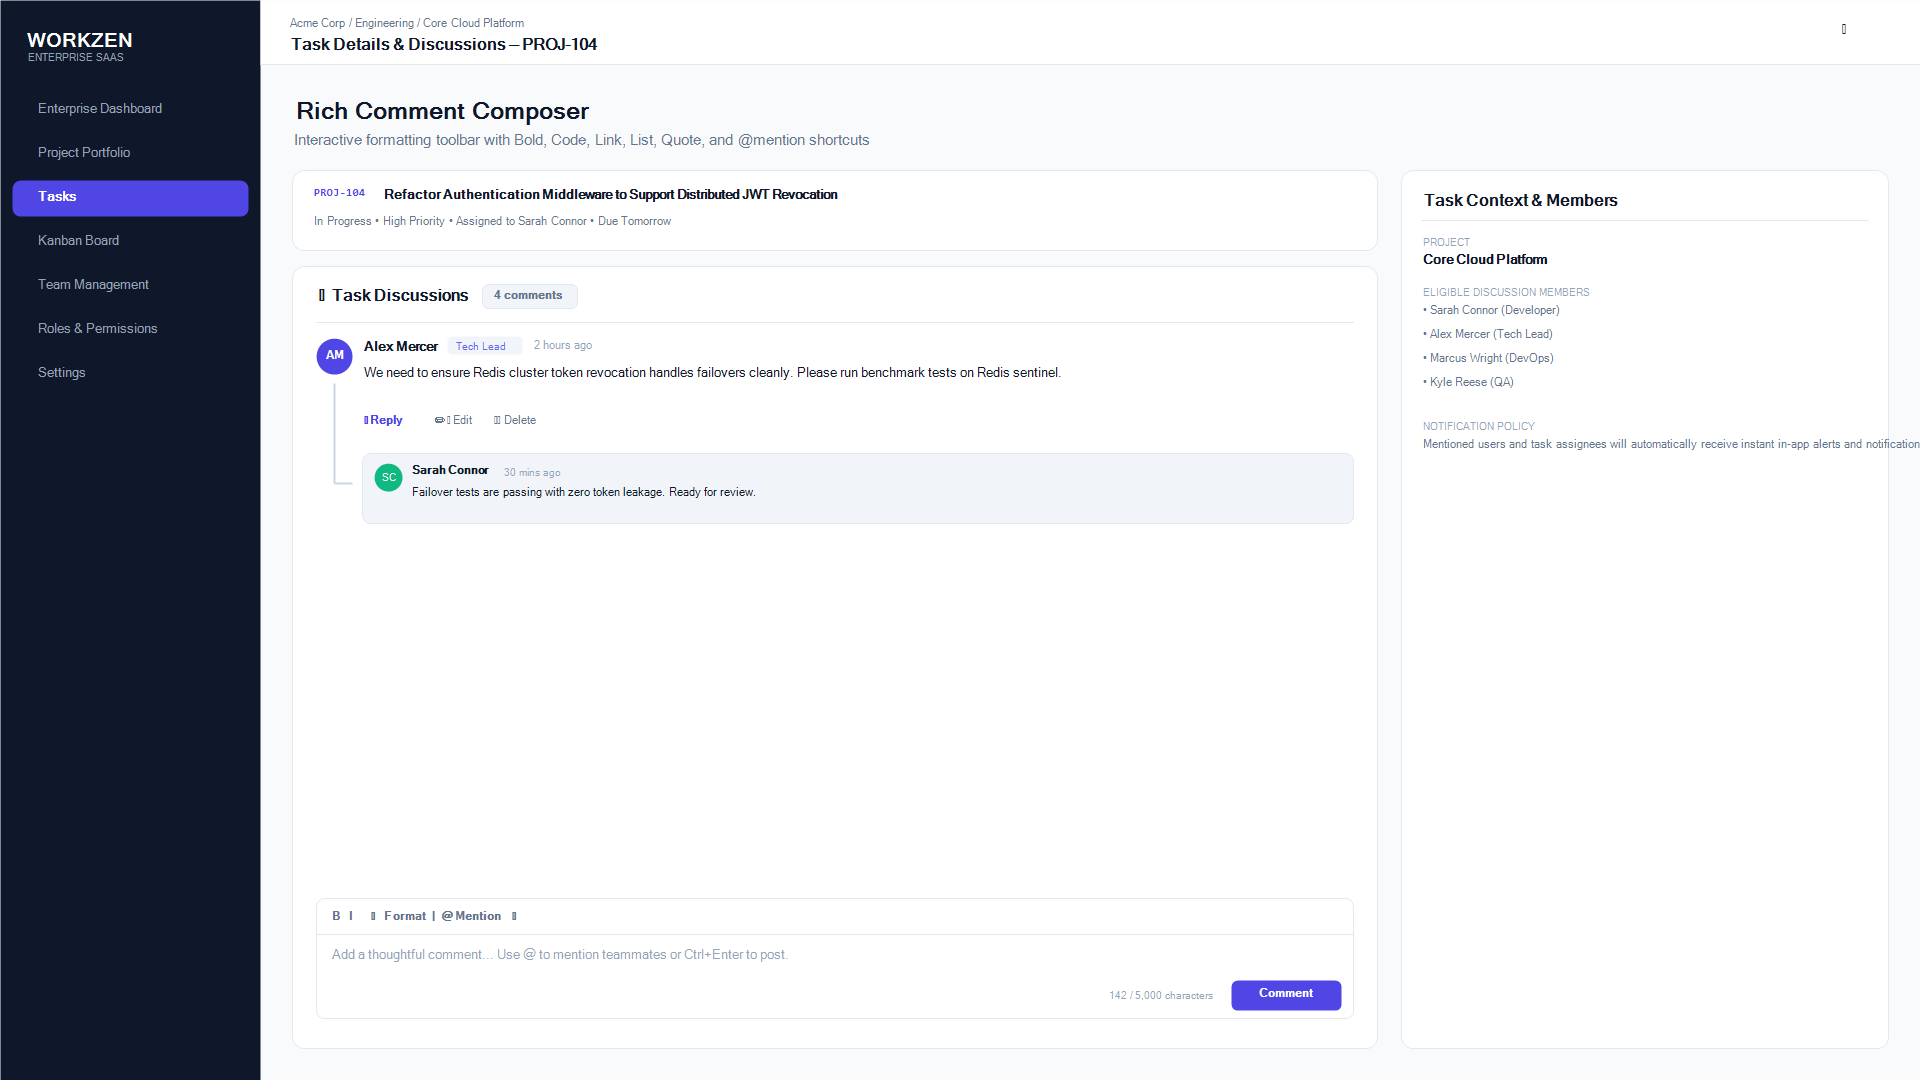 WORKZEN
ENTERPRISE SAAS
Enterprise Dashboard
Project Portfolio
Tasks
Kanban Board
Team Management
Roles & Permissions
Settings
Acme Corp / Engineering / Core Cloud Platform
Task Details & Discussions – PROJ-104
Rich Comment Composer
Interactive formatting toolbar with Bold, Code, Link, List, Quote, and @mention shortcuts
PROJ-104 Refactor Authentication Middleware to Support Distributed JWT Revocation
In Progress • High Priority • Assigned to Sarah Connor • Due Tomorrow
Task Discussions 4 comments
AM Alex Mercer Tech Lead 2 hours ago
We need to ensure Redis cluster token revocation handles failovers cleanly. Please run benchmark tests on Redis sentinel.
Reply ✏ Edit Delete
SC Sarah Connor 30 mins ago
Failover tests are passing with zero token leakage. Ready for review.
B I Format | @Mention
Add a thoughtful comment... Use @ to mention teammates or Ctrl+Enter to post.
142 / 5,000 characters Comment
Task Context & Members
PROJECT
Core Cloud Platform
ELIGIBLE DISCUSSION MEMBERS
• Sarah Connor (Developer)
• Alex Mercer (Tech Lead)
• Marcus Wright (DevOps)
• Kyle Reese (QA)
NOTIFICATION POLICY
Mentioned users and task assignees will automatically receive instant in-app alerts and notification